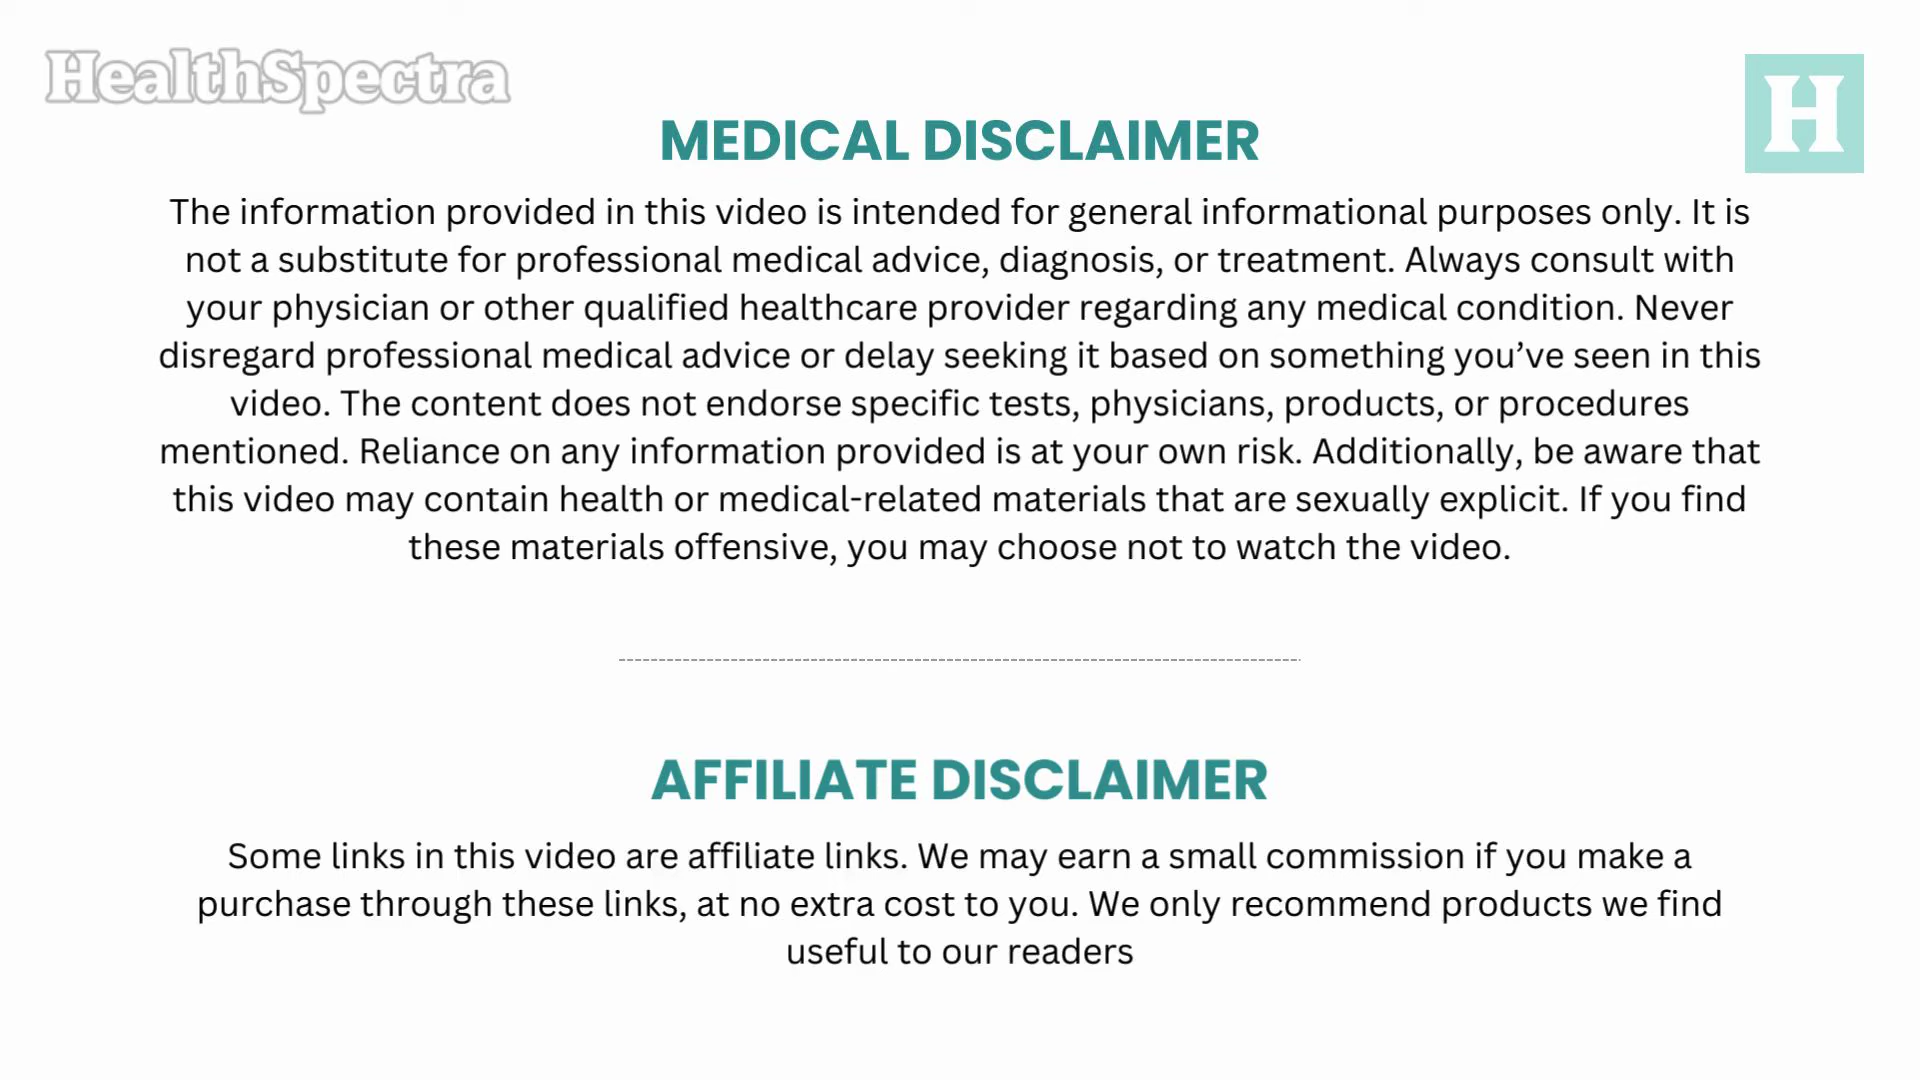 HealthSpectra
H
MEDICAL DISCLAIMER
The information provided in this video is intended for general informational purposes only. It is
not a substitute for professional medical advice, diagnosis, or treatment. Always consult with
your physician or other qualified healthcare provider regarding any medical condition. Never
disregard professional medical advice or delay seeking it based on something you’ve seen in this
video. The content does not endorse specific tests, physicians, products, or procedures
mentioned. Reliance on any information provided is at your own risk. Additionally, be aware that
this video may contain health or medical-related materials that are sexually explicit. If you find
these materials offensive, you may choose not to watch the video.
AFFILIATE DISCLAIMER
Some links in this video are affiliate links. We may earn a small commission if you make a
purchase through these links, at no extra cost to you. We only recommend products we find
useful to our readers